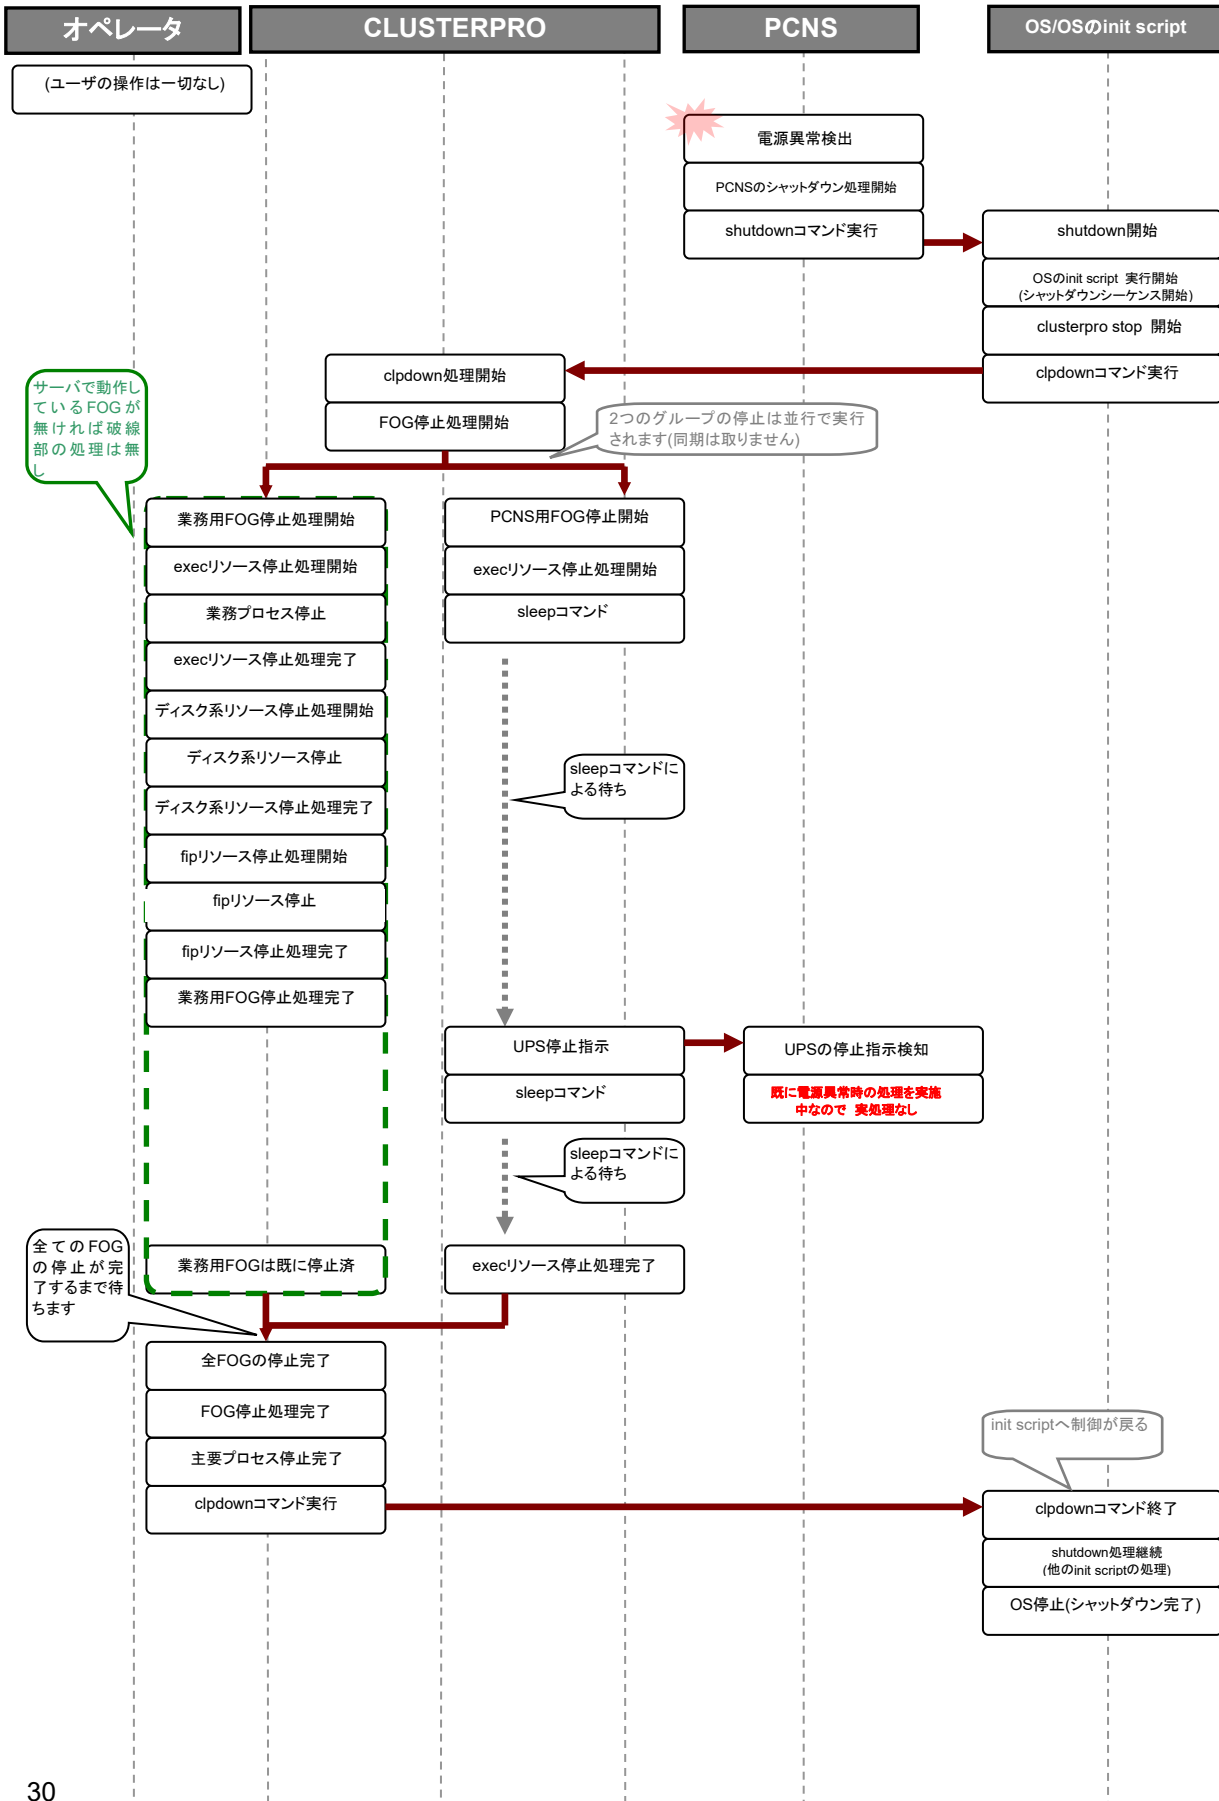 オペレータ
CLUSTERPRO
PCNS
OS/OSのinit script
(ユーザの操作は一切なし)
電源異常検出
PCNSのシャットダウン処理開始
shutdownコマンド実行
shutdown開始
OSのinit script 実行開始
(シャットダウンシーケンス開始)
clusterpro stop 開始
clpdownコマンド実行
clpdown処理開始
FOG停止処理開始
2つのグループの停止は並行で実行
されます(同期は取りません)
サーバで動作し
ているFOGが
無ければ破線
部の処理は無
し
業務用FOG停止処理開始
execリソース停止処理開始
業務プロセス停止
execリソース停止処理完了
ディスク系リソース停止処理開始
ディスク系リソース停止
ディスク系リソース停止処理完了
fipリソース停止処理開始
fipリソース停止
fipリソース停止処理完了
業務用FOG停止処理完了
PCNS用FOG停止開始
execリソース停止処理開始
sleepコマンド
sleepコマンドに
よる待ち
UPS停止指示
sleepコマンド
UPSの停止指示検知
既に電源異常時の処理を実施
中なので 実処理なし
sleepコマンドに
よる待ち
全てのFOG
の停止が完
了するまで待
ちます
業務用FOGは既に停止済
execリソース停止処理完了
全FOGの停止完了
FOG停止処理完了
主要プロセス停止完了
clpdownコマンド実行
init scriptへ制御が戻る
clpdownコマンド終了
shutdown処理継続
(他のinit scriptの処理)
OS停止(シャットダウン完了)
30